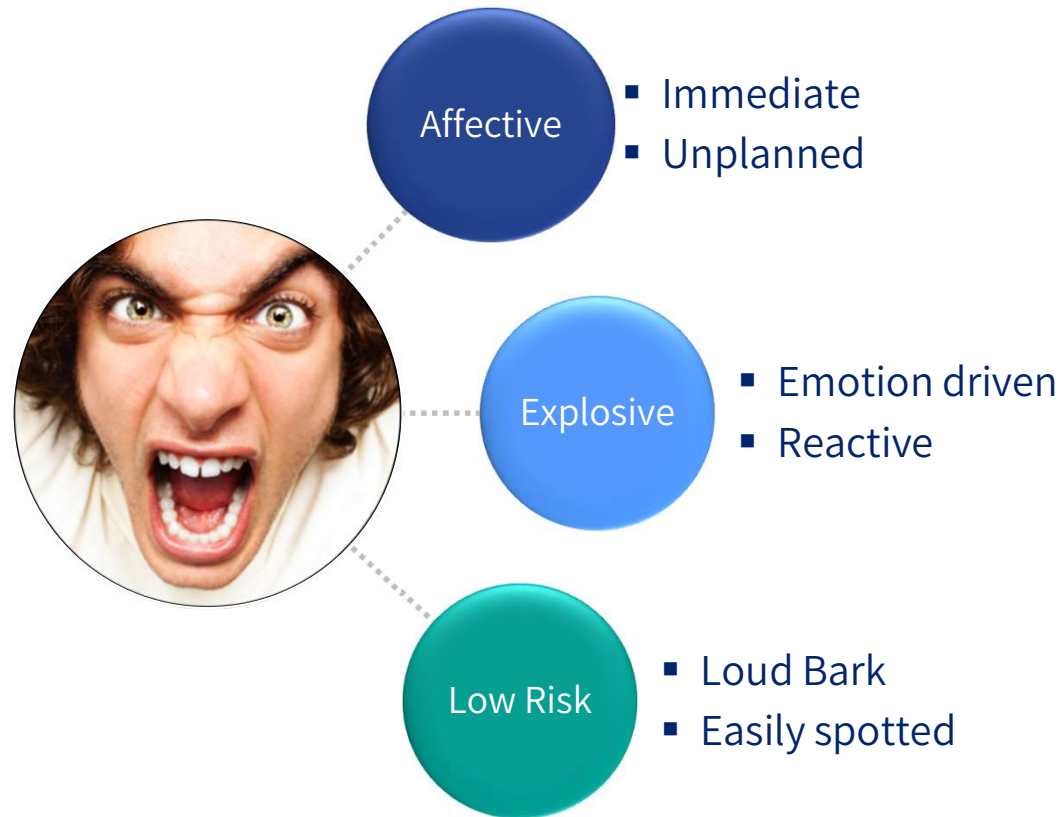 Affective
▪ Immediate
▪ Unplanned
Explosive
▪ Emotion driven
▪ Reactive
Low Risk
▪ Loud Bark
▪ Easily spotted